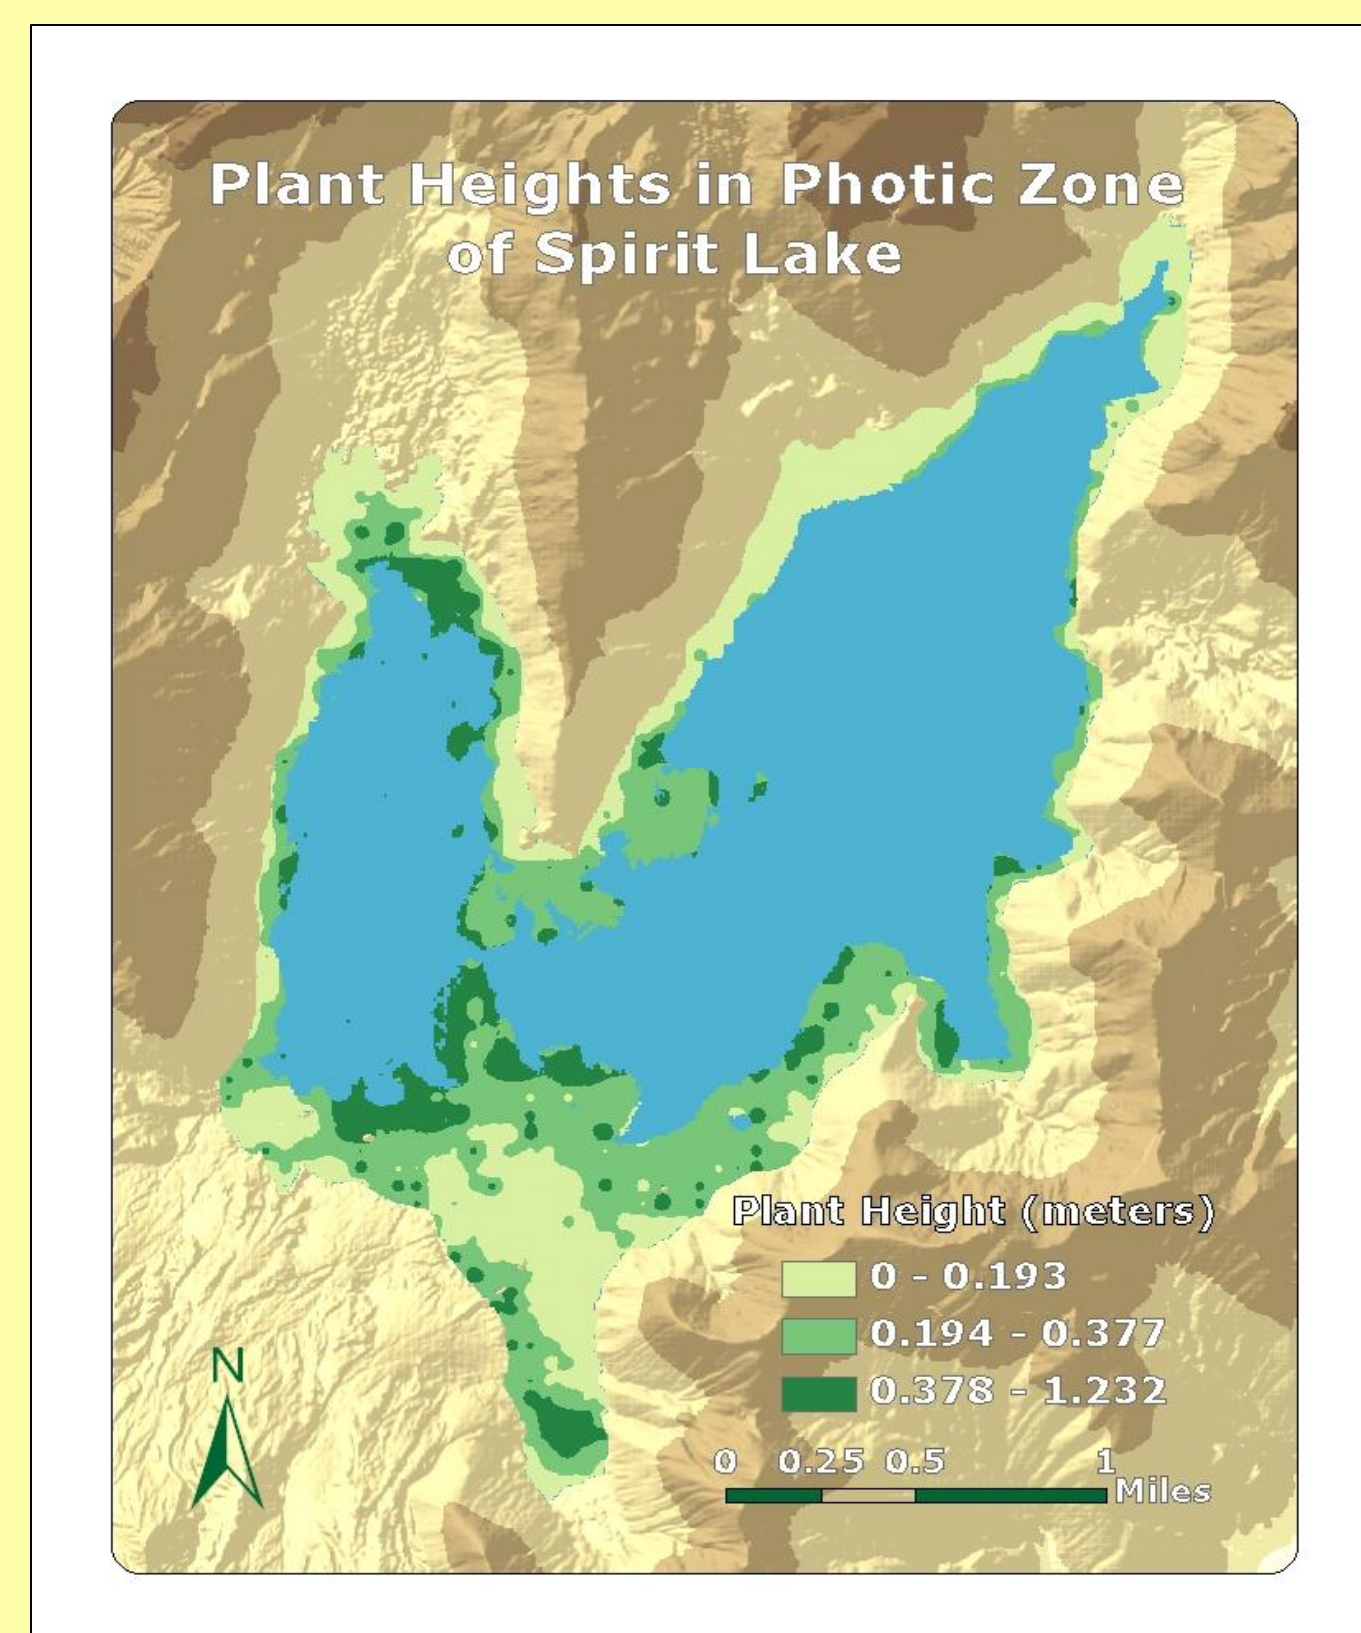 Plant Heights in Photic Zone
of Spirit Lake
Plant Height (meters)
0 - 0.193
0.194 - 0.377
0.378 - 1.232
N
0 0.25 0.5 1
Miles